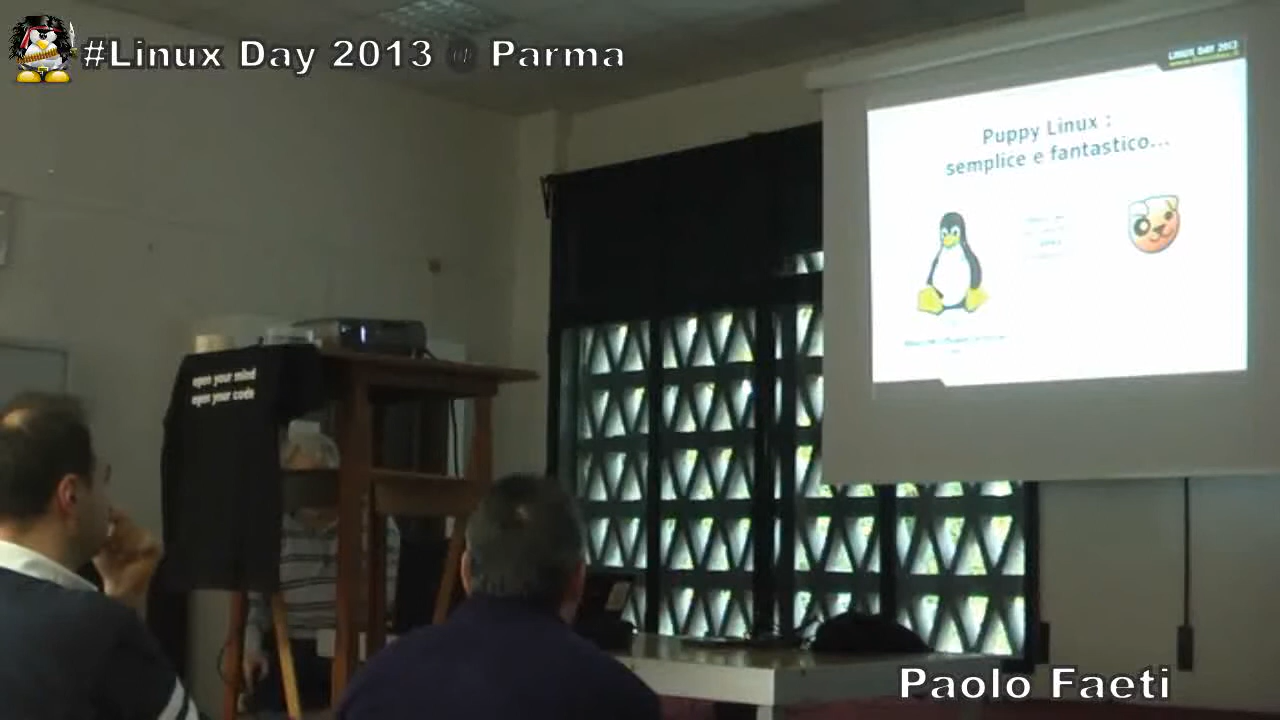 #Linux Day 2013 @ Parma
LINUX DAY 2013
Puppy Linux :
semplice e fantastico...
open your mind
open your code
Paolo Faeti